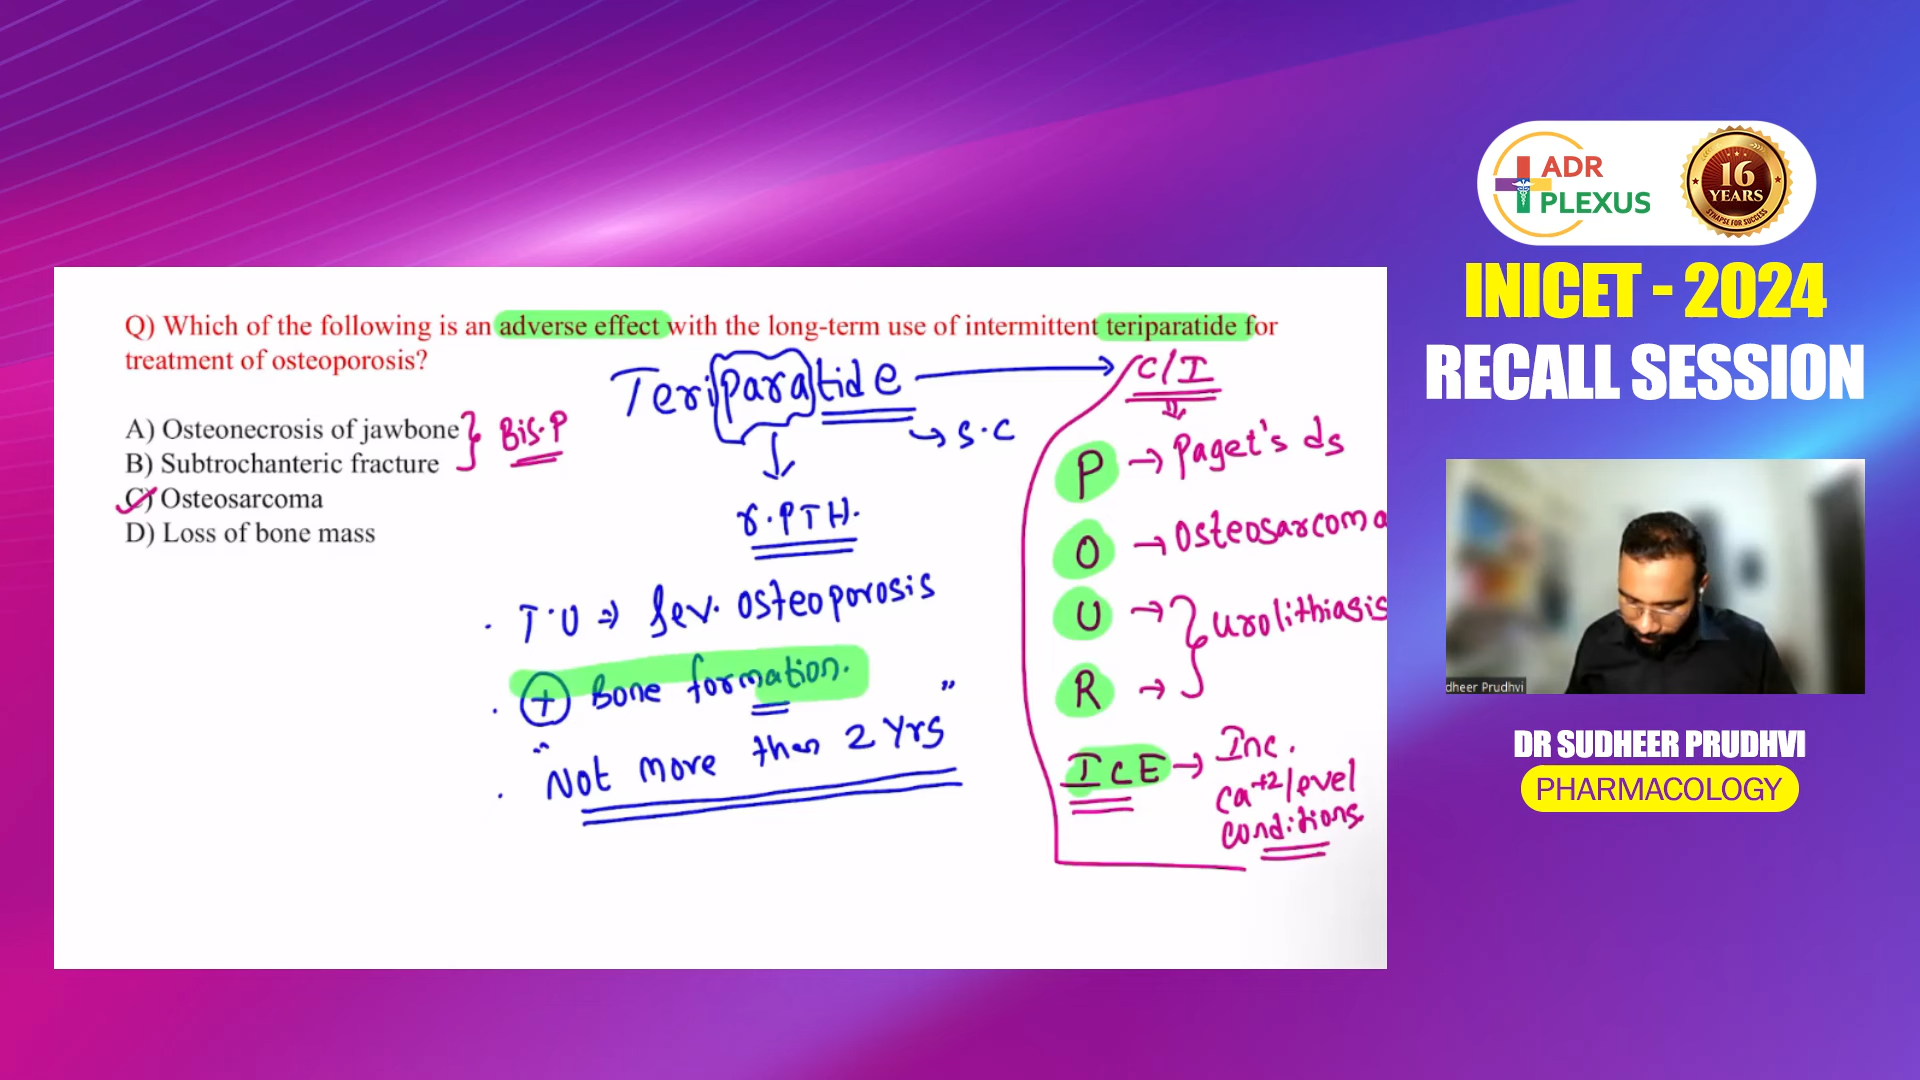 ADR
PLEXUS
16
YEARS
SYNAPSE FOR SUCCESS
INICET - 2024
RECALL SESSION
Q) Which of the following is an adverse effect with the long-term use of intermittent teriparatide for
treatment of osteoporosis?
A) Osteonecrosis of jawbone
B) Subtrochanteric fracture
C) Osteosarcoma
D) Loss of bone mass
Bis.P
Teriparatide
→ S.C
r.PTH.
. T.U ⇒ Sev. osteoporosis
. + Bone formation.
. "Not more than 2 Yrs"
C/I
P → Paget's ds
O → Osteosarcoma
U →
R →
} Urolithiasis
ICE → Inc.
Ca+2 level
conditions
dheer Prudhvi
DR SUDHEER PRUDHVI
PHARMACOLOGY